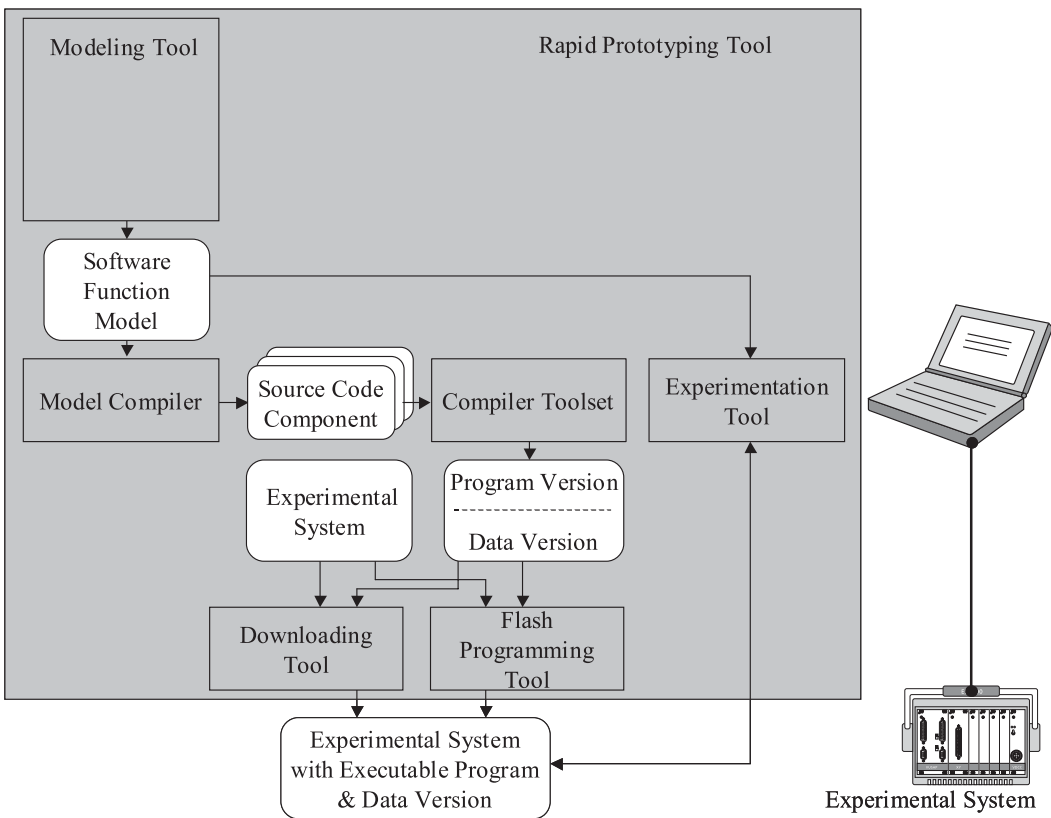 Modeling Tool
Rapid Prototyping Tool
Software
Function
Model
Model Compiler
Source Code
Component
Compiler Toolset
Experimentation
Tool
Experimental
System
Program Version
Data Version
Downloading
Tool
Flash
Programming
Tool
Experimental System
with Executable Program
& Data Version
Experimental System